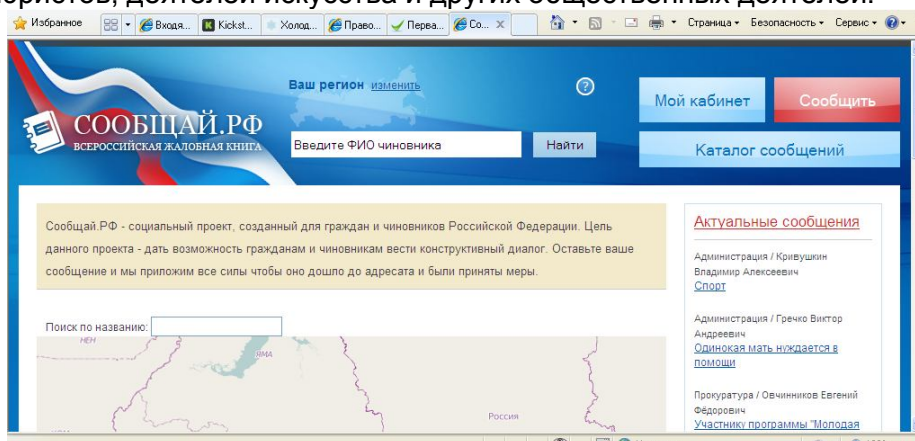 юристов, деятелей искусства и других общественных деятелей.
Избранное
Входя...
Kickst...
Холод...
Право...
Перва...
Со...
Страница
Безопасность
Сервис
Ваш регион изменить
?
Мой кабинет
Сообщить
СООБЩАЙ.РФ
ВСЕРОССИЙСКАЯ ЖАЛОБНАЯ КНИГА
Введите ФИО чиновника
Найти
Каталог сообщений
Сообщай.РФ - социальный проект, созданный для граждан и чиновников Российской Федерации. Цель
данного проекта - дать возможность гражданам и чиновникам вести конструктивный диалог. Оставьте ваше
сообщение и мы приложим все силы чтобы оно дошло до адресата и были приняты меры.
Поиск по названию:
Россия
Актуальные сообщения
Администрация / Кривушкин
Владимир Алексеевич
Спорт
Администрация / Гречко Виктор
Андреевич
Одинокая мать нуждается в
помощи
Прокуратура / Овчинников Евгений
Фёдорович
Участнику программы "Молодая